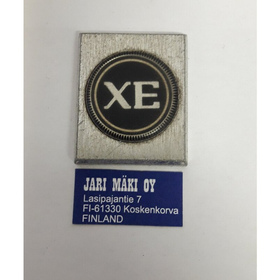 XE
JARI MÄKI OY
Lasipajantie 7
FI-61330 Koskenkorva
FINLAND